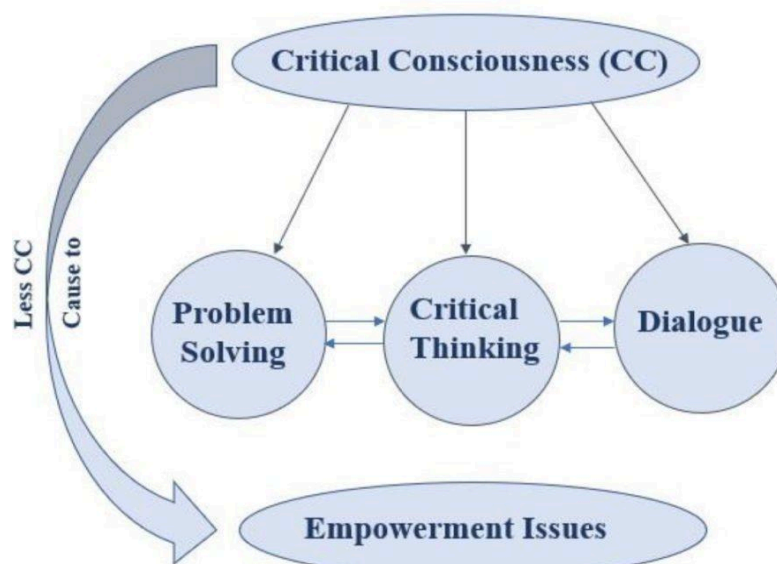 Critical Consciousness (CC)
Less CC
Cause to
Problem
Solving
Critical
Thinking
Dialogue
Empowerment Issues